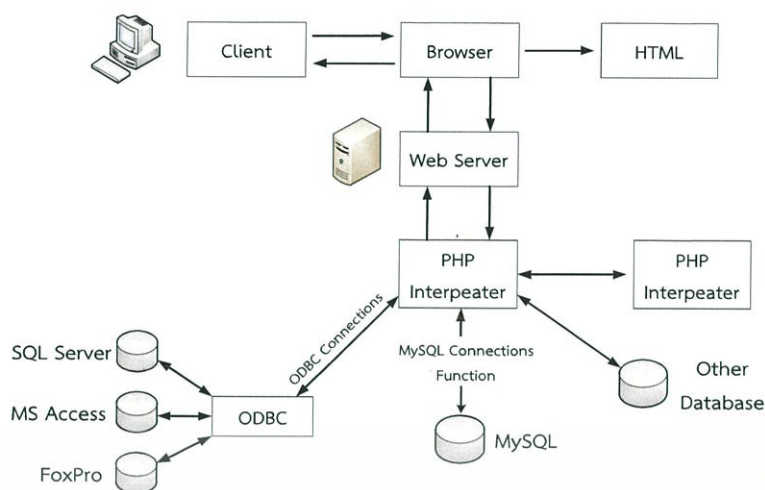 Client
Browser
HTML
Web Server
PHP
Interpeater
PHP
Interpeater
ODBC Connections
MySQL Connections
Function
SQL Server
MS Access
FoxPro
ODBC
MySQL
Other
Database